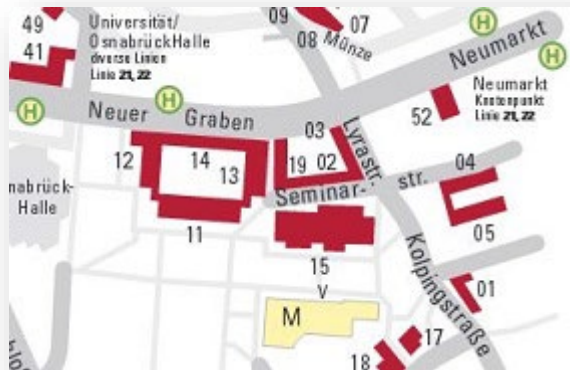 49
41
Universität/
OsnabrückHalle
diverse Linien
Linie 21, 22
09
07
08
Münze
H
Neumarkt
H
Neumarkt
Knotenpunkt
Linie 21, 22
H
H
Neuer Graben
52
03
Lyrastr.
12
14
13
19
02
04
nabrück-
Halle
Seminar- str.
11
05
15
V
Kolpingstraße
01
M
17
18